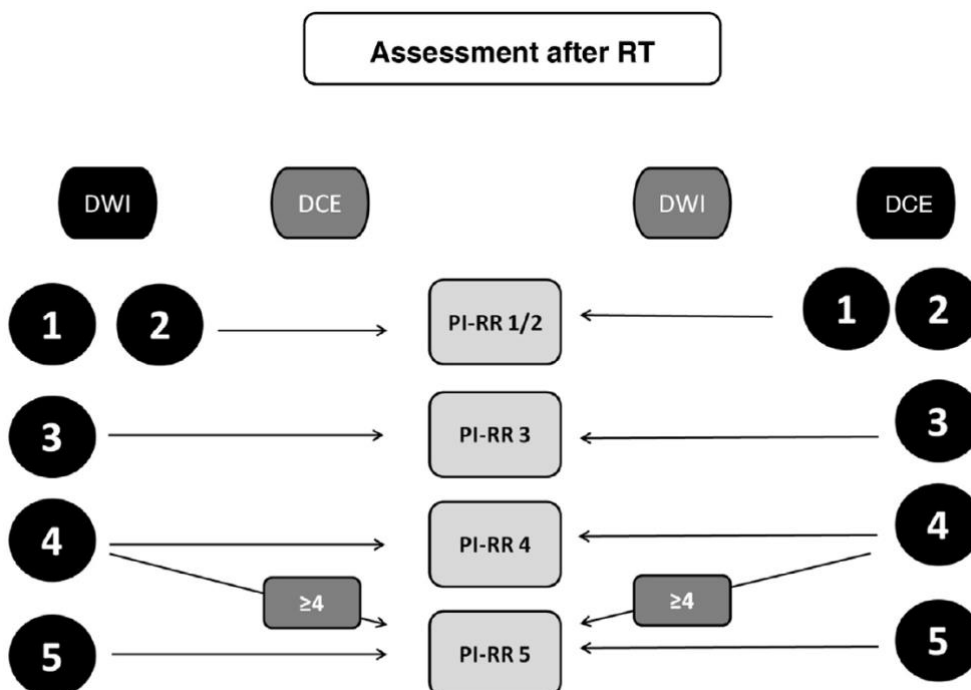 Assessment after RT
DWI DCE DWI DCE
1 2 PI-RR 1/2 1 2
3 PI-RR 3 3
4 PI-RR 4 4
≥4 ≥4
5 PI-RR 5 5